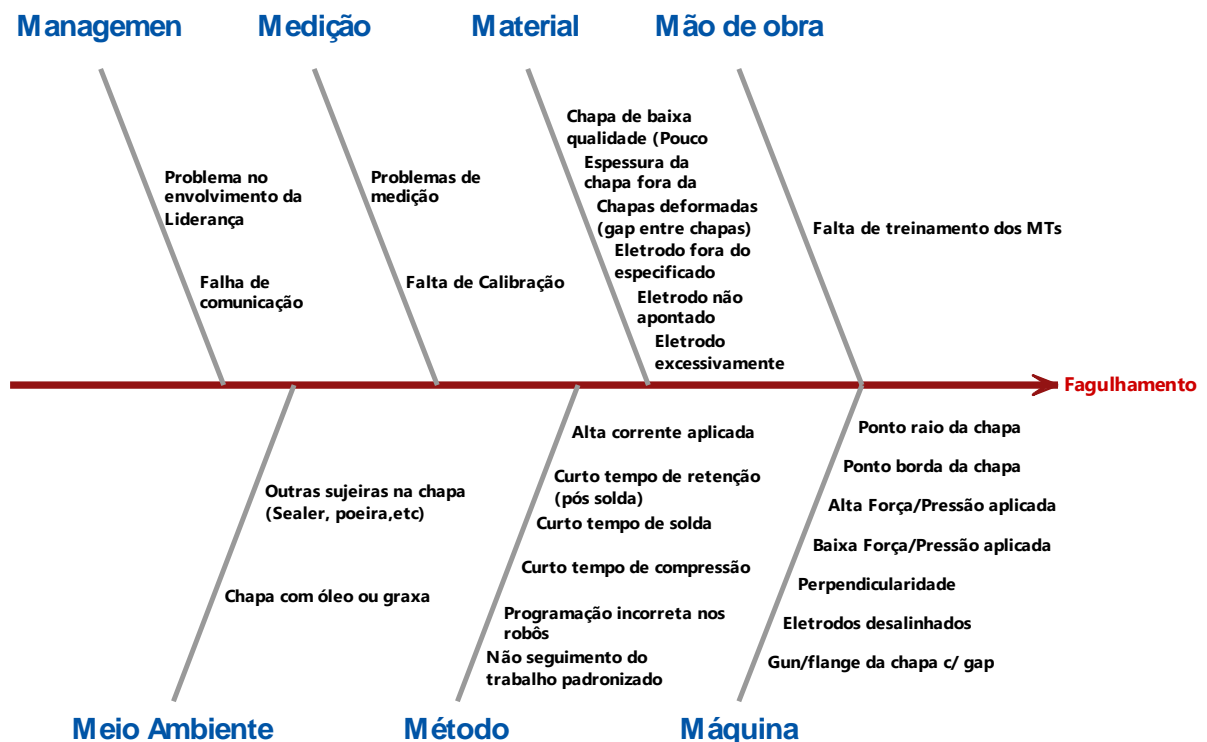 Managemen
Medição
Material
Mão de obra
Problema no
envolvimento da
Liderança
Falha de
comunicação
Problemas de
medição
Falta de Calibração
Chapa de baixa
qualidade (Pouco
Espessura da
chapa fora da
Chapas deformadas
(gap entre chapas)
Eletrodo fora do
especificado
Eletrodo não
apontado
Eletrodo
excessivamente
Falta de treinamento dos MTs
Fagulhamento
Outras sujeiras na chapa
(Sealer, poeira,etc)
Chapa com óleo ou graxa
Alta corrente aplicada
Curto tempo de retenção
(pós solda)
Curto tempo de solda
Curto tempo de compressão
Programação incorreta nos
robôs
Não seguimento do
trabalho padronizado
Ponto raio da chapa
Ponto borda da chapa
Alta Força/Pressão aplicada
Baixa Força/Pressão aplicada
Perpendicularidade
Eletrodos desalinhados
Gun/flange da chapa c/ gap
Meio Ambiente
Método
Máquina